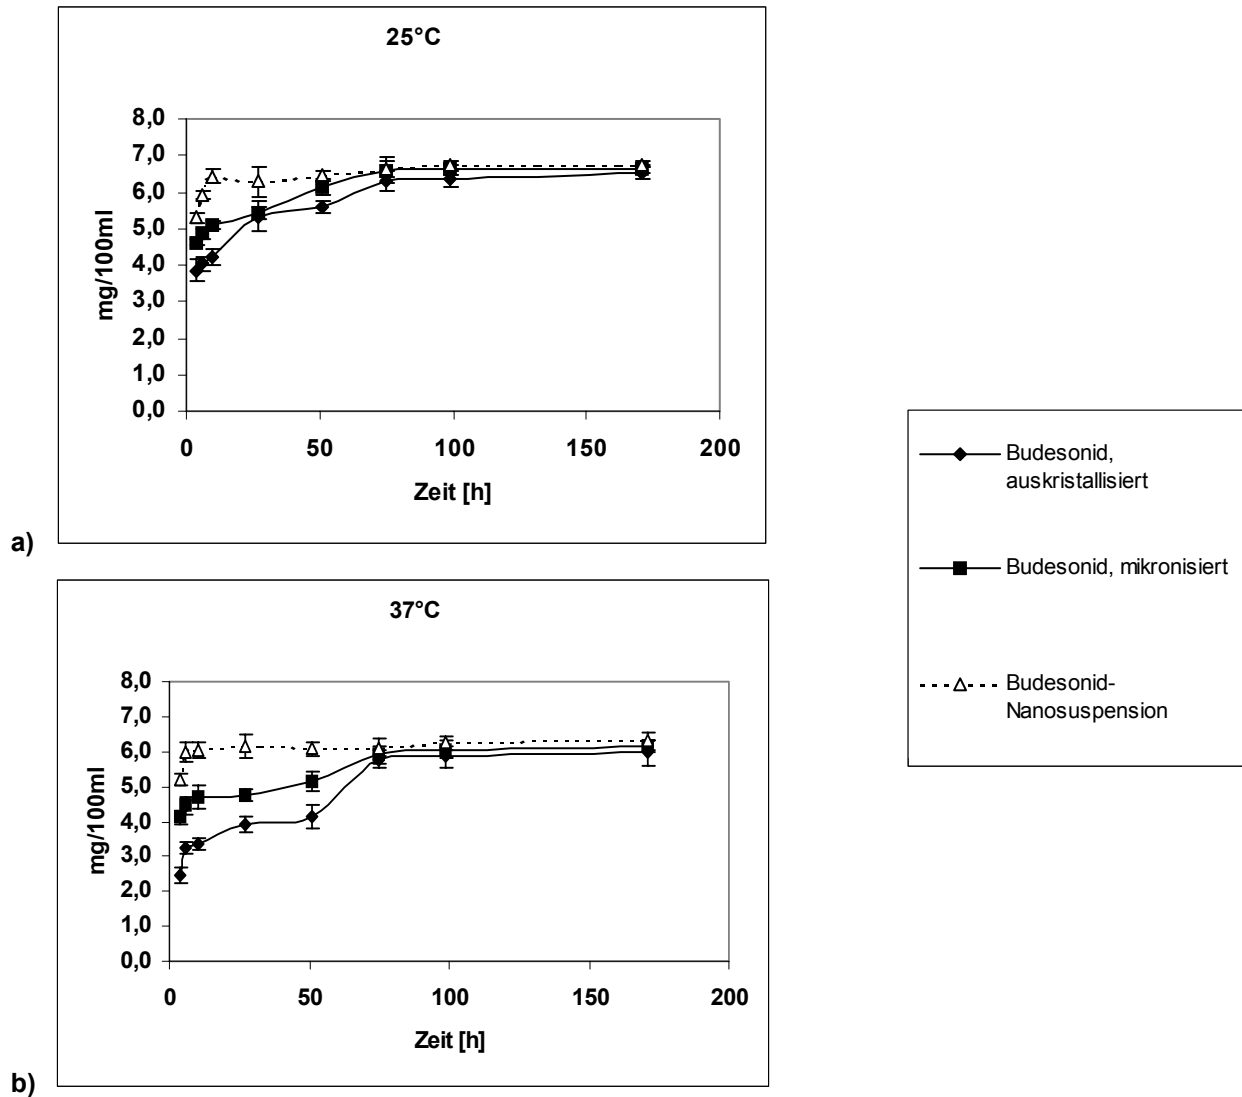 25°C
8,0
7,0
6,0
5,0
4,0
3,0
2,0
1,0
0,0
mg/100ml
0 50 100 150 200
Zeit [h]
a)
37°C
8,0
7,0
6,0
5,0
4,0
3,0
2,0
1,0
0,0
mg/100ml
0 50 100 150 200
Zeit [h]
b)
Budesonid,
auskristallisiert
Budesonid, mikronisiert
Budesonid-
Nanosuspension